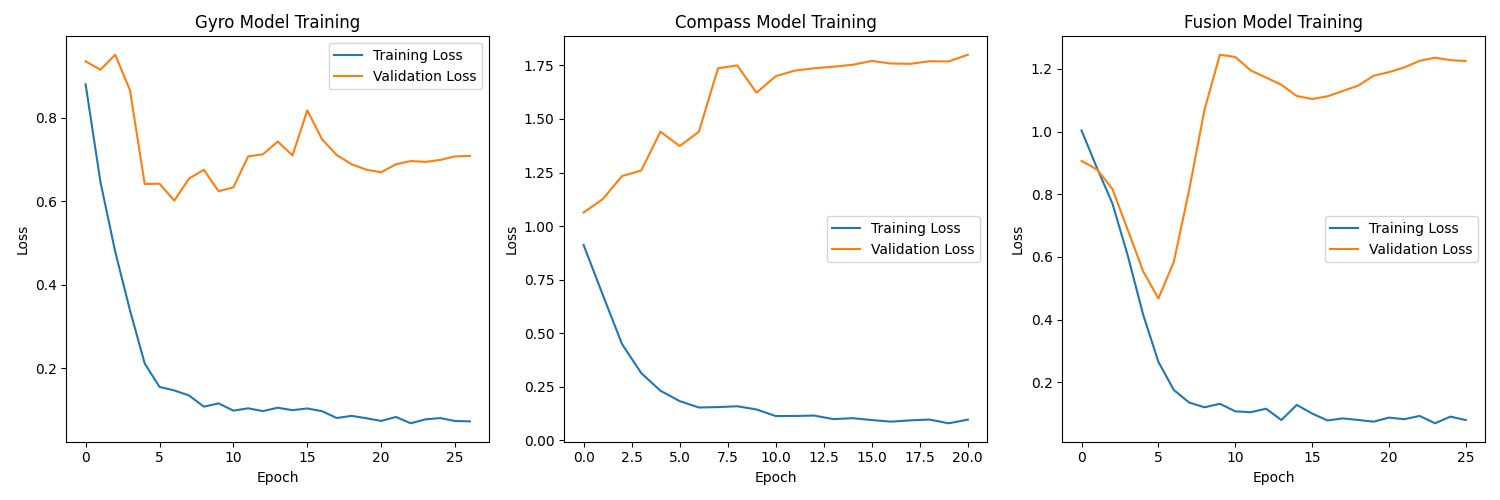 Gyro Model Training
Training Loss
Validation Loss
0.8
0.6
0.4
0.2
Loss
0
5
10
15
20
25
Epoch
Compass Model Training
1.75
1.50
1.25
1.00
0.75
0.50
0.25
0.00
Loss
Training Loss
Validation Loss
0.0
2.5
5.0
7.5
10.0
12.5
15.0
17.5
20.0
Epoch
Fusion Model Training
1.2
1.0
0.8
0.6
0.4
0.2
Loss
Training Loss
Validation Loss
0
5
10
15
20
25
Epoch